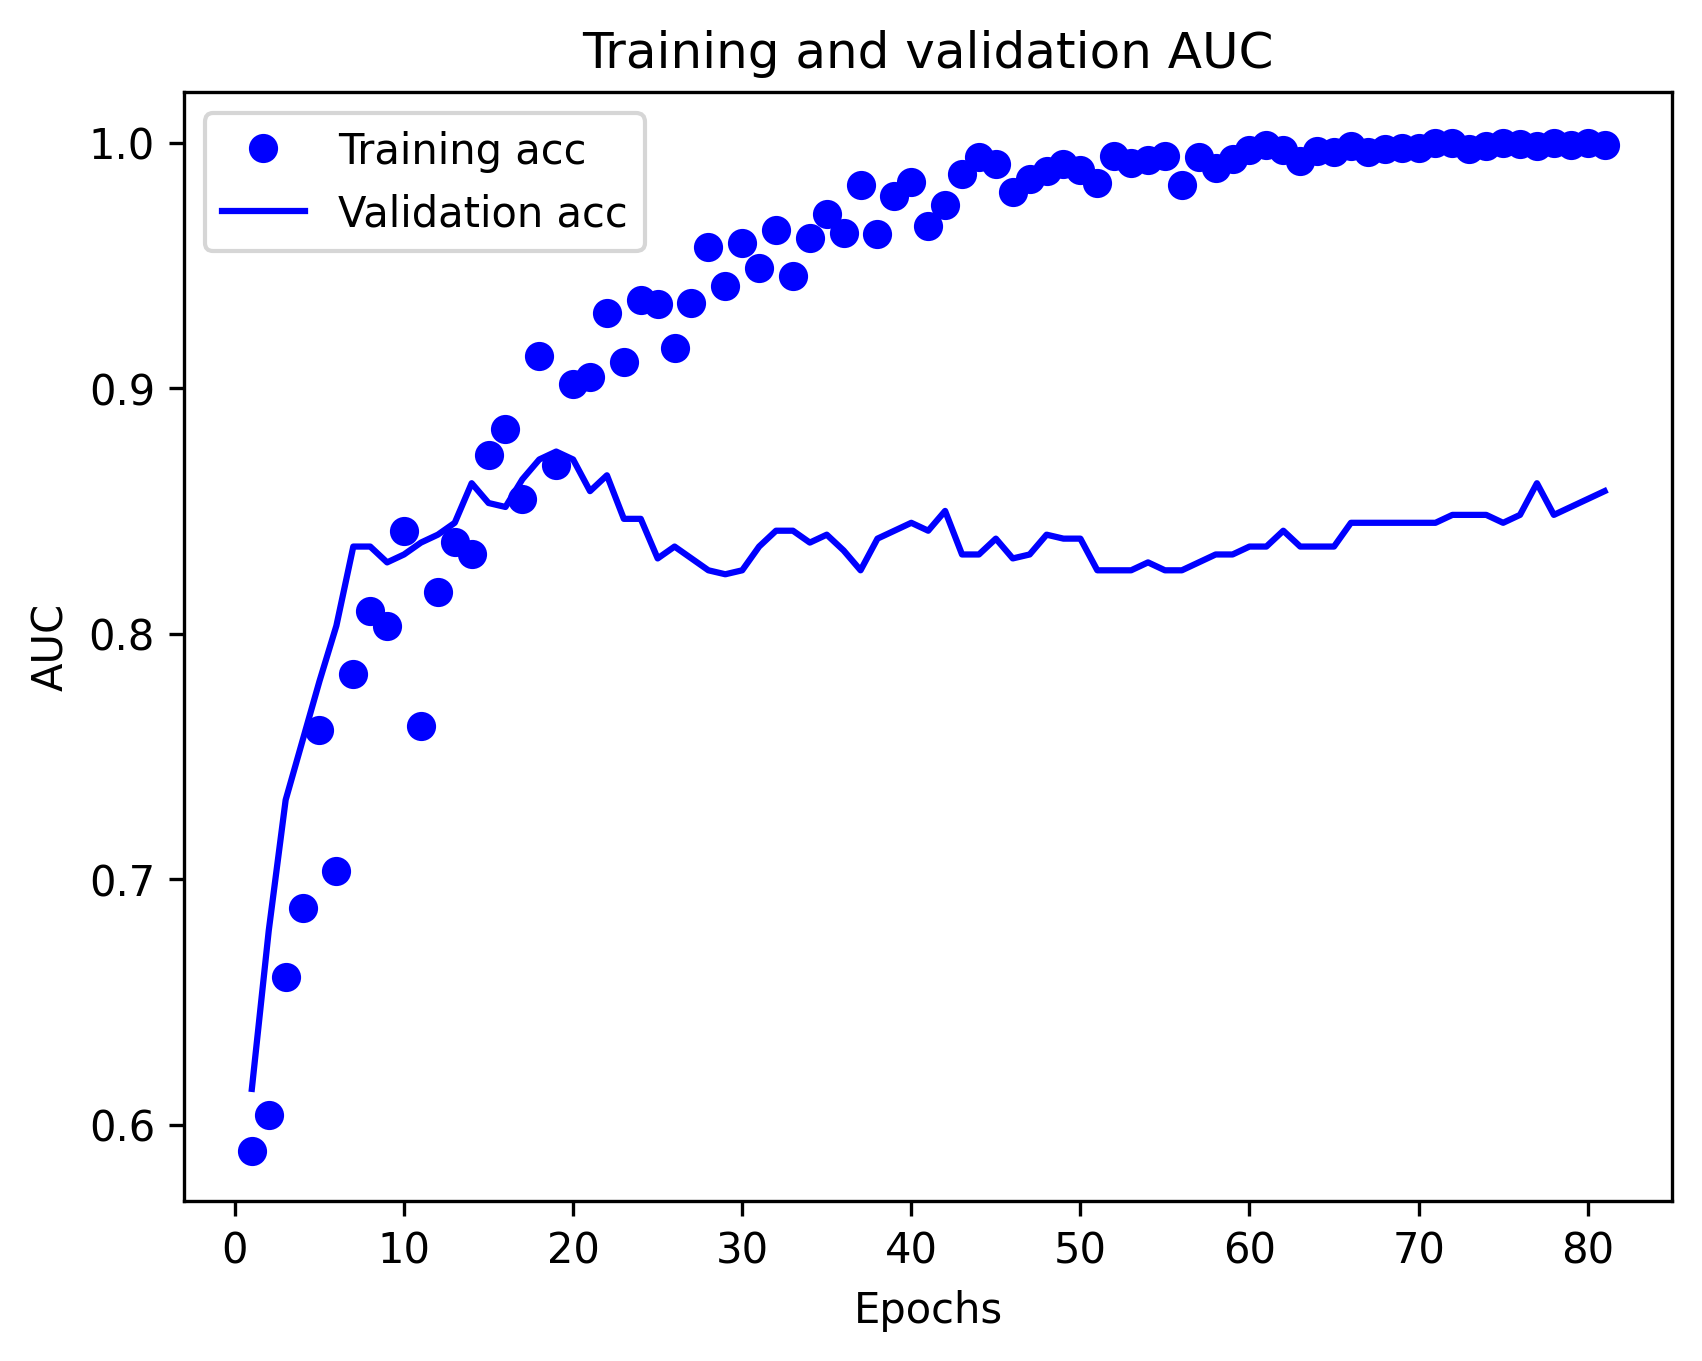 Training and validation AUC
Training acc
Validation acc
1.0
0.9
0.8
0.7
0.6
AUC
0 10 20 30 40 50 60 70 80
Epochs